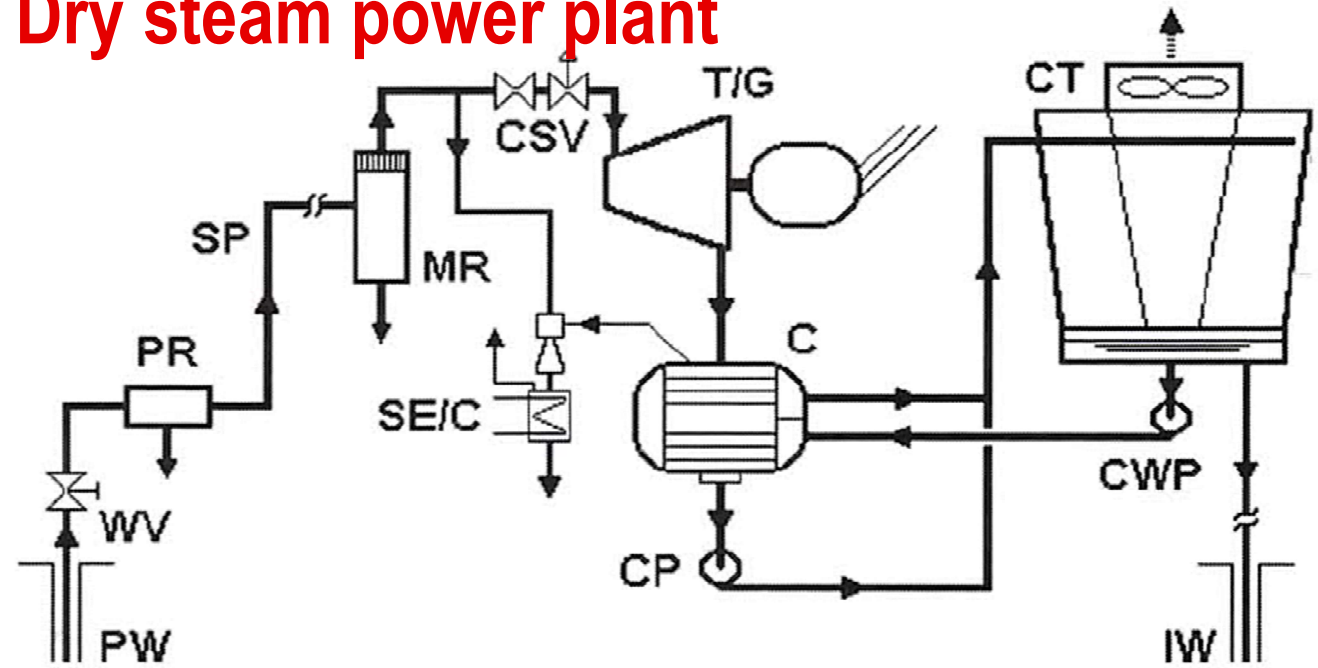 Dry steam power plant
T/G
CT
CSV
SP
MR
PR
C
SE/C
CWP
WV
CP
PW
IW